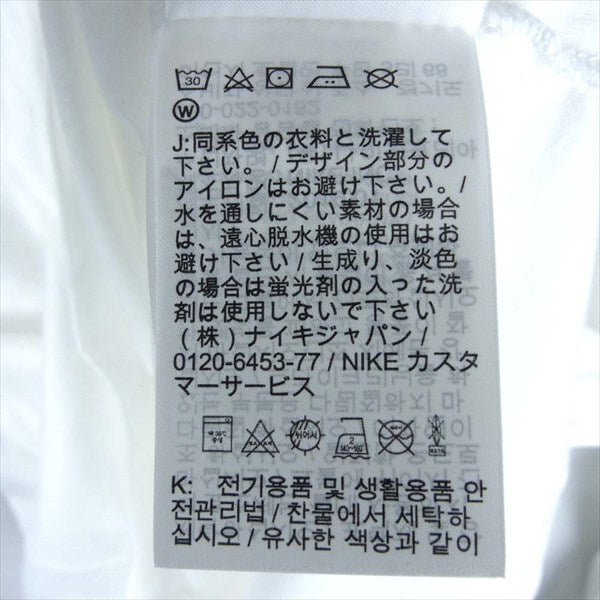 30
W
J:同系色の衣料と洗濯して
下さい。/ デザイン部分の
アイロンはお避け下さい。/
水を通しにくい素材の場合
は、遠心脱水機の使用はお
避け下さい / 生成り、淡色
の場合は蛍光剤の入った洗
剤は使用しないで下さい
(株)ナイキジャパン /
0120-6453-77 / NIKE カスタ
マーサービス
2
140~160℃
K: 전기용품 및 생활용품 안
전관리법 / 찬물에서 세탁하
십시오 / 유사한 색상과 같이